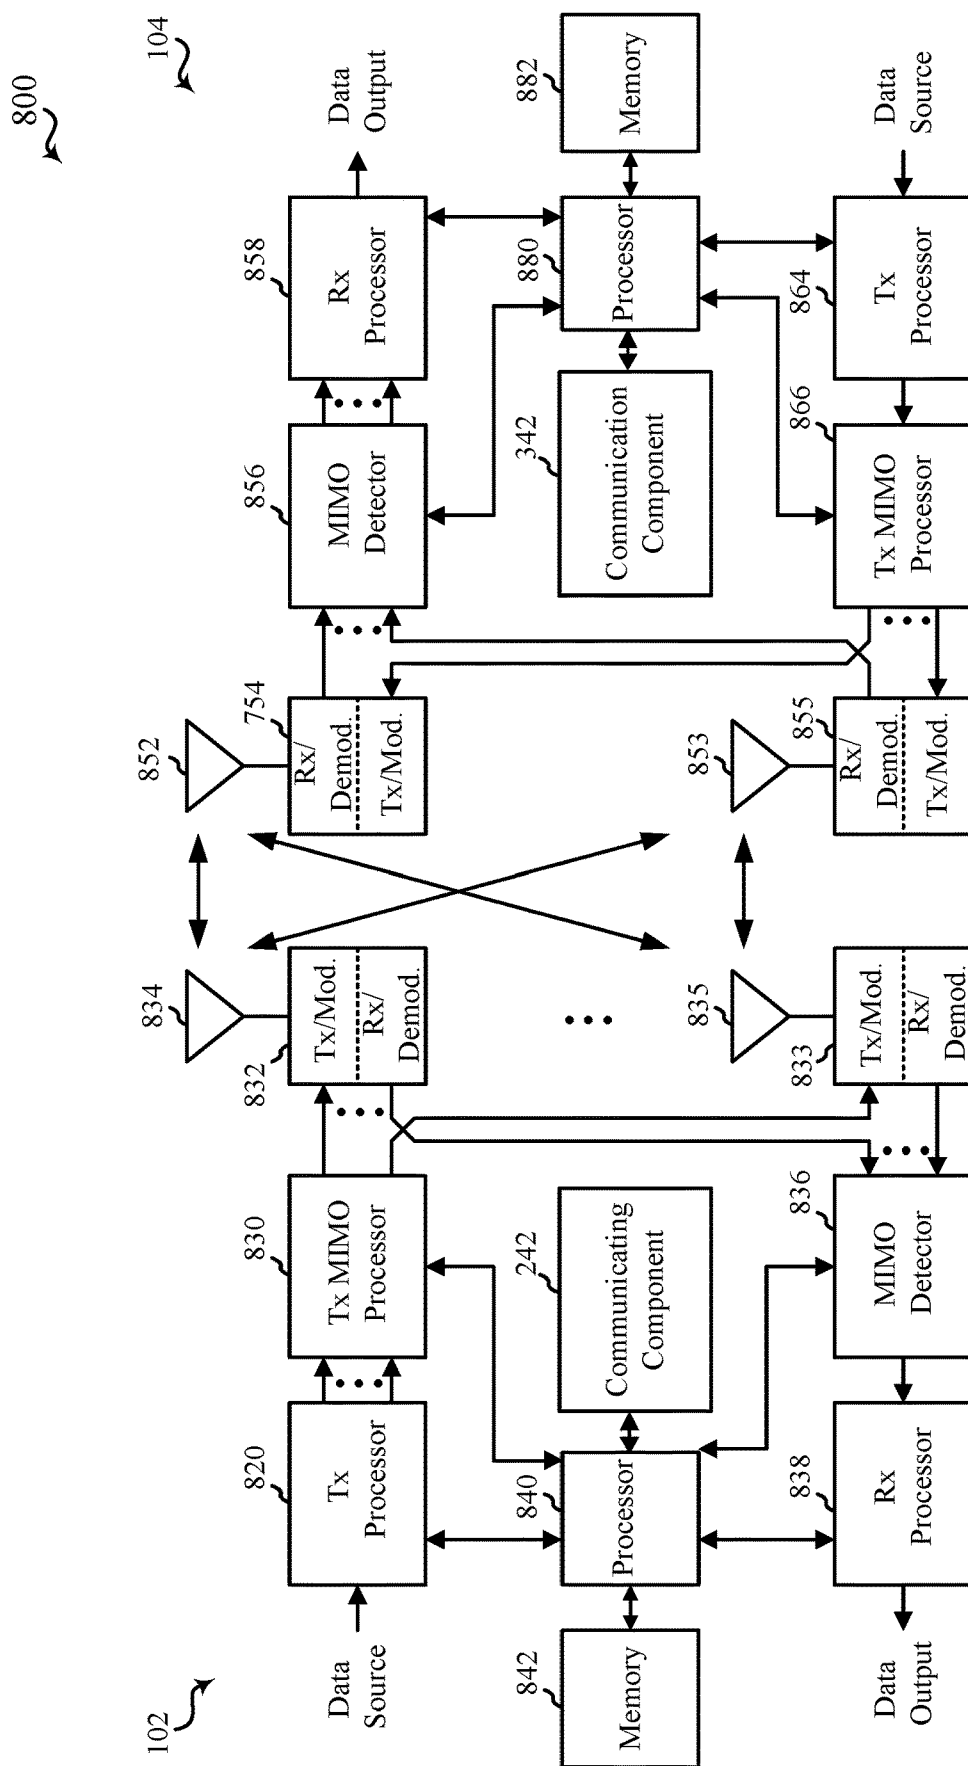 800
102
104
Data
Source
820
Tx
Processor
830
Tx MIMO
Processor
832
Tx/Mod.
Rx/
Demod.
834
852
754
Rx/
Demod.
Tx/Mod.
856
MIMO
Detector
858
Rx
Processor
Data
Output
842
Memory
840
Processor
242
Communicating
Component
342
Communication
Component
880
Processor
882
Memory
Data
Output
838
Rx
Processor
836
MIMO
Detector
833
Tx/Mod.
Rx/
Demod.
835
853
855
Rx/
Demod.
Tx/Mod.
866
Tx MIMO
Processor
864
Tx
Processor
Data
Source